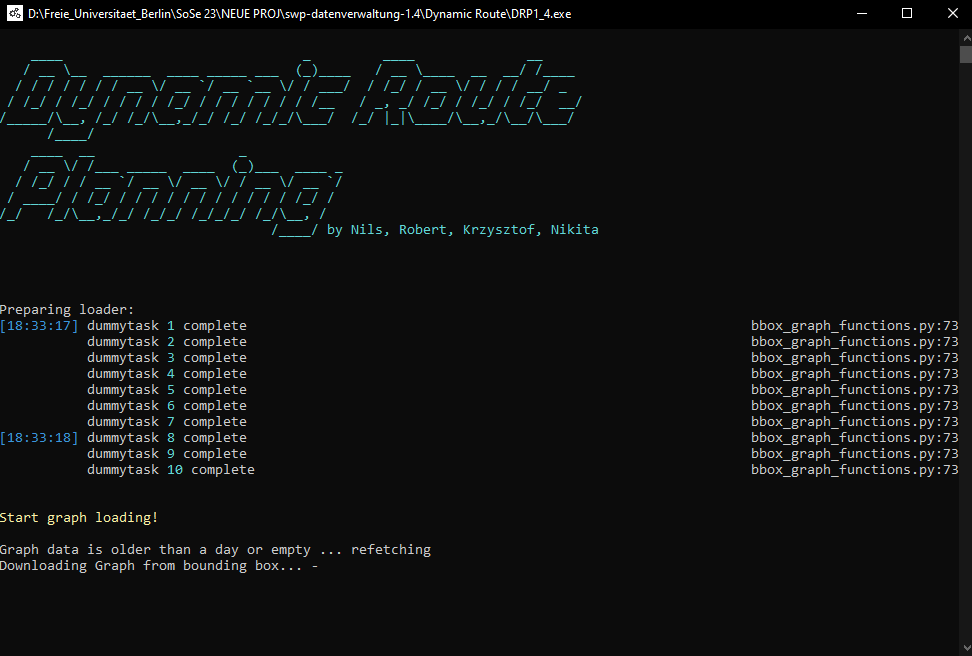 D:\Freie_Universitaet_Berlin\SoSe 23\NEUE PROJ\swp-datenverwaltung-1.4\Dynamic Route\DRP1_4.exe
Dynamic Route
Planning
by Nils, Robert, Krzysztof, Nikita
Preparing loader:
[18:33:17] dummytask 1 complete bbox_graph_functions.py:73
dummytask 2 complete bbox_graph_functions.py:73
dummytask 3 complete bbox_graph_functions.py:73
dummytask 4 complete bbox_graph_functions.py:73
dummytask 5 complete bbox_graph_functions.py:73
dummytask 6 complete bbox_graph_functions.py:73
dummytask 7 complete bbox_graph_functions.py:73
[18:33:18] dummytask 8 complete bbox_graph_functions.py:73
dummytask 9 complete bbox_graph_functions.py:73
dummytask 10 complete bbox_graph_functions.py:73
Start graph loading!
Graph data is older than a day or empty ... refetching
Downloading Graph from bounding box... -